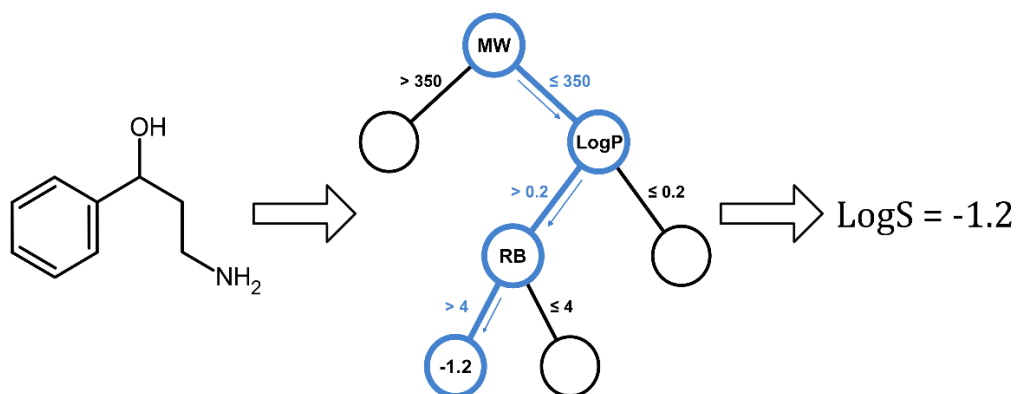 MW
> 350
≤ 350
OH
LogP
> 0.2
≤ 0.2
LogS = -1.2
RB
NH2
> 4
≤ 4
-1.2